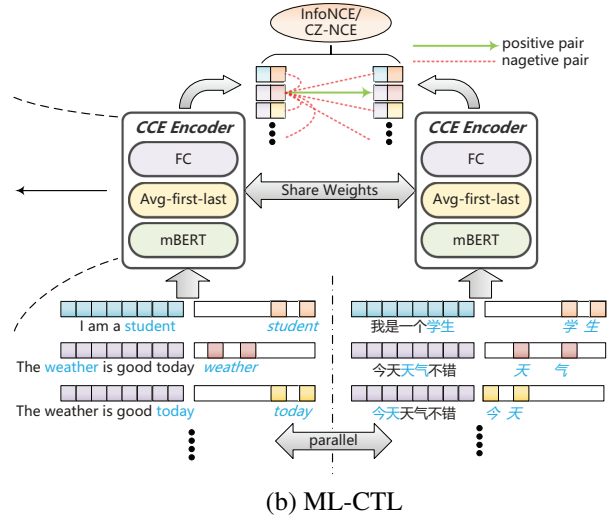 InfoNCE/
CZ-NCE
positive pair
nagetive pair
CCE Encoder
FC
Avg-first-last
mBERT
Share Weights
CCE Encoder
FC
Avg-first-last
mBERT
I am a student
student
我是一个学生
学 生
The weather is good today
weather
今天天气不错
天 气
The weather is good today
today
今天天气不错
今 天
parallel
(b) ML-CTL